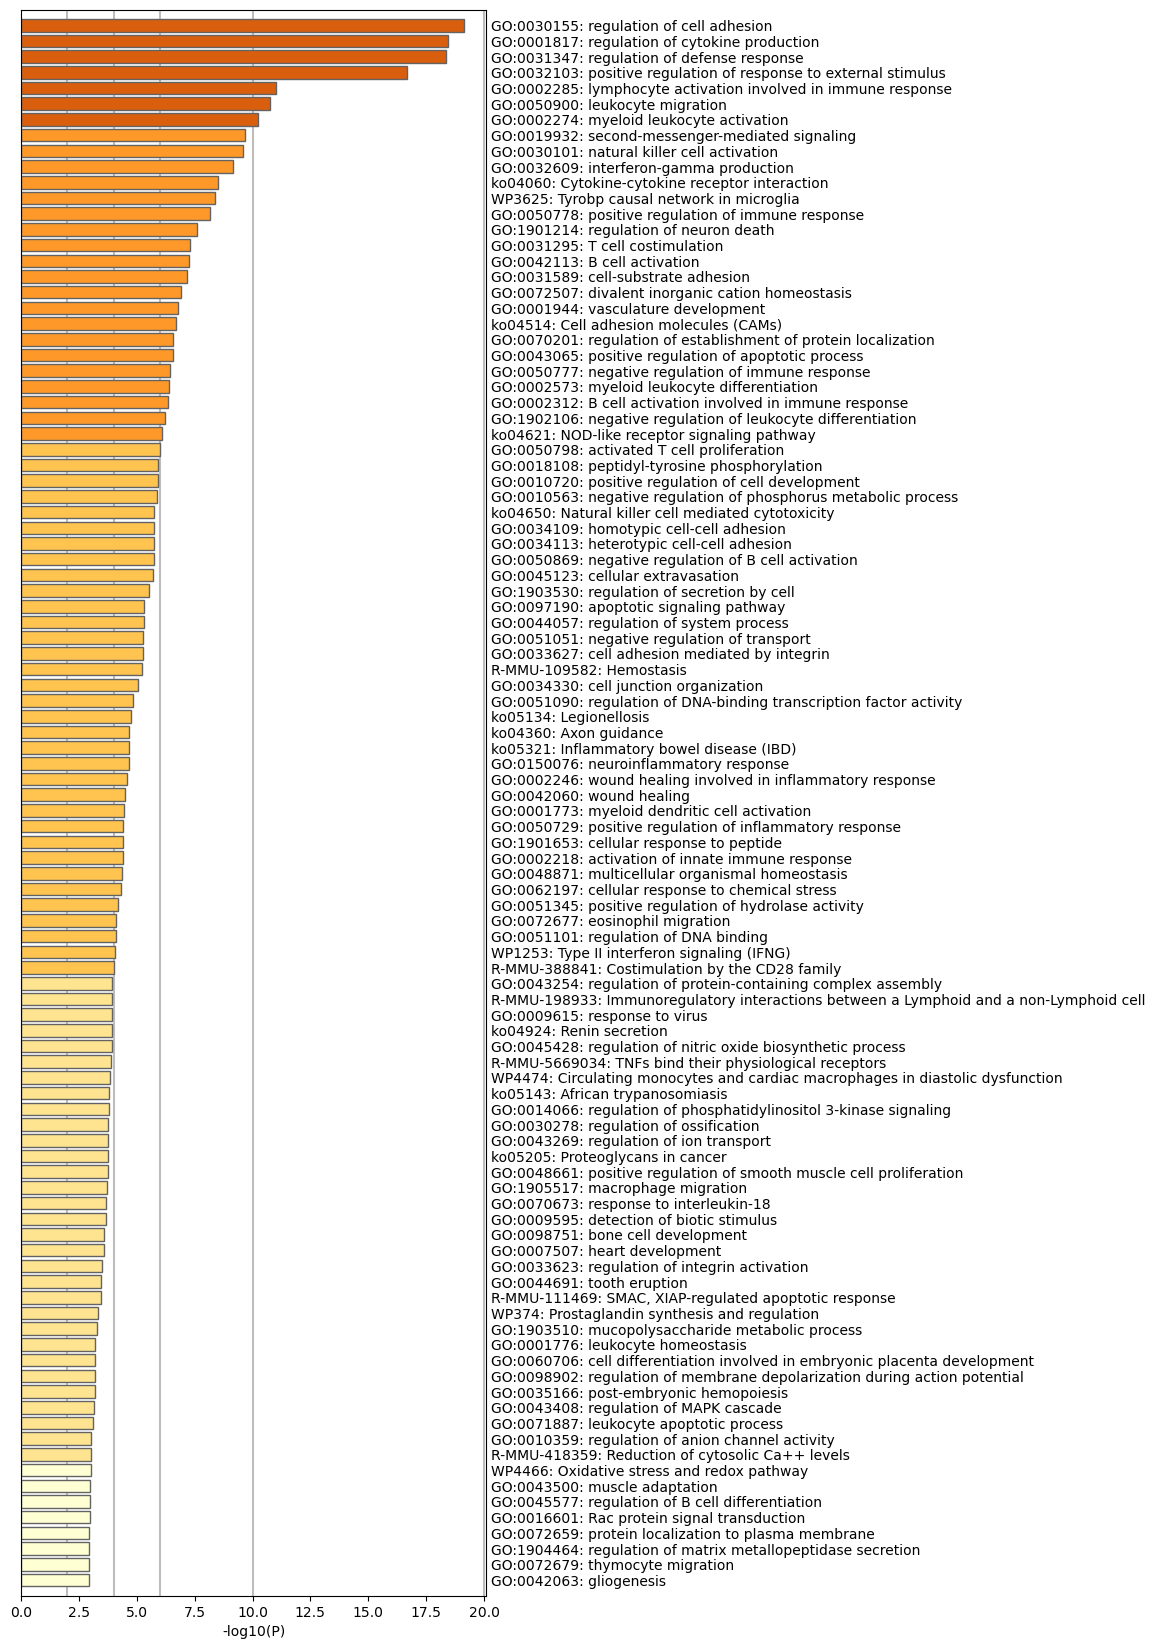 GO:0030155: regulation of cell adhesion
GO:0001817: regulation of cytokine production
GO:0031347: regulation of defense response
GO:0032103: positive regulation of response to external stimulus
GO:0002285: lymphocyte activation involved in immune response
GO:0050900: leukocyte migration
GO:0002274: myeloid leukocyte activation
GO:0019932: second-messenger-mediated signaling
GO:0030101: natural killer cell activation
GO:0032609: interferon-gamma production
ko04060: Cytokine-cytokine receptor interaction
WP3625: Tyrobp causal network in microglia
GO:0050778: positive regulation of immune response
GO:1901214: regulation of neuron death
GO:0031295: T cell costimulation
GO:0042113: B cell activation
GO:0031589: cell-substrate adhesion
GO:0072507: divalent inorganic cation homeostasis
GO:0001944: vasculature development
ko04514: Cell adhesion molecules (CAMs)
GO:0070201: regulation of establishment of protein localization
GO:0043065: positive regulation of apoptotic process
GO:0050777: negative regulation of immune response
GO:0002573: myeloid leukocyte differentiation
GO:0002312: B cell activation involved in immune response
GO:1902106: negative regulation of leukocyte differentiation
ko04621: NOD-like receptor signaling pathway
GO:0050798: activated T cell proliferation
GO:0018108: peptidyl-tyrosine phosphorylation
GO:0010720: positive regulation of cell development
GO:0010563: negative regulation of phosphorus metabolic process
ko04650: Natural killer cell mediated cytotoxicity
GO:0034109: homotypic cell-cell adhesion
GO:0034113: heterotypic cell-cell adhesion
GO:0050869: negative regulation of B cell activation
GO:0045123: cellular extravasation
GO:1903530: regulation of secretion by cell
GO:0097190: apoptotic signaling pathway
GO:0044057: regulation of system process
GO:0051051: negative regulation of transport
GO:0033627: cell adhesion mediated by integrin
R-MMU-109582: Hemostasis
GO:0034330: cell junction organization
GO:0051090: regulation of DNA-binding transcription factor activity
ko05134: Legionellosis
ko04360: Axon guidance
ko05321: Inflammatory bowel disease (IBD)
GO:0150076: neuroinflammatory response
GO:0002246: wound healing involved in inflammatory response
GO:0042060: wound healing
GO:0001773: myeloid dendritic cell activation
GO:0050729: positive regulation of inflammatory response
GO:1901653: cellular response to peptide
GO:0002218: activation of innate immune response
GO:0048871: multicellular organismal homeostasis
GO:0062197: cellular response to chemical stress
GO:0051345: positive regulation of hydrolase activity
GO:0072677: eosinophil migration
GO:0051101: regulation of DNA binding
WP1253: Type II interferon signaling (IFNG)
R-MMU-388841: Costimulation by the CD28 family
GO:0043254: regulation of protein-containing complex assembly
R-MMU-198933: Immunoregulatory interactions between a Lymphoid and a non-Lymphoid cell
GO:0009615: response to virus
ko04924: Renin secretion
GO:0045428: regulation of nitric oxide biosynthetic process
R-MMU-5669034: TNFs bind their physiological receptors
WP4474: Circulating monocytes and cardiac macrophages in diastolic dysfunction
ko05143: African trypanosomiasis
GO:0014066: regulation of phosphatidylinositol 3-kinase signaling
GO:0030278: regulation of ossification
GO:0043269: regulation of ion transport
ko05205: Proteoglycans in cancer
GO:0048661: positive regulation of smooth muscle cell proliferation
GO:1905517: macrophage migration
GO:0070673: response to interleukin-18
GO:0009595: detection of biotic stimulus
GO:0098751: bone cell development
GO:0007507: heart development
GO:0033623: regulation of integrin activation
GO:0044691: tooth eruption
R-MMU-111469: SMAC, XIAP-regulated apoptotic response
WP374: Prostaglandin synthesis and regulation
GO:1903510: mucopolysaccharide metabolic process
GO:0001776: leukocyte homeostasis
GO:0060706: cell differentiation involved in embryonic placenta development
GO:0098902: regulation of membrane depolarization during action potential
GO:0035166: post-embryonic hemopoiesis
GO:0043408: regulation of MAPK cascade
GO:0071887: leukocyte apoptotic process
GO:0010359: regulation of anion channel activity
R-MMU-418359: Reduction of cytosolic Ca++ levels
WP4466: Oxidative stress and redox pathway
GO:0043500: muscle adaptation
GO:0045577: regulation of B cell differentiation
GO:0016601: Rac protein signal transduction
GO:0072659: protein localization to plasma membrane
GO:1904464: regulation of matrix metallopeptidase secretion
GO:0072679: thymocyte migration
GO:0042063: gliogenesis
0.0 2.5 5.0 7.5 10.0 12.5 15.0 17.5 20.0
-log10(P)